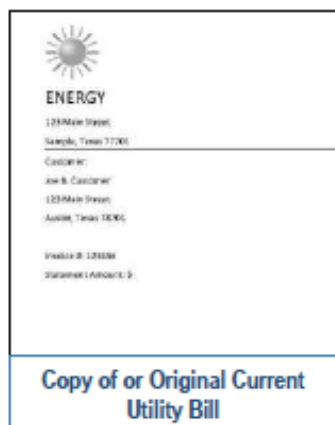 ENERGY
123 Main Street
Sample, Texas 77701
Customer:
Joe B. Customer
123 Main Street
Austin, Texas 78701
Invoice #: 123456
Statement Amount: $
Copy of or Original Current
Utility Bill